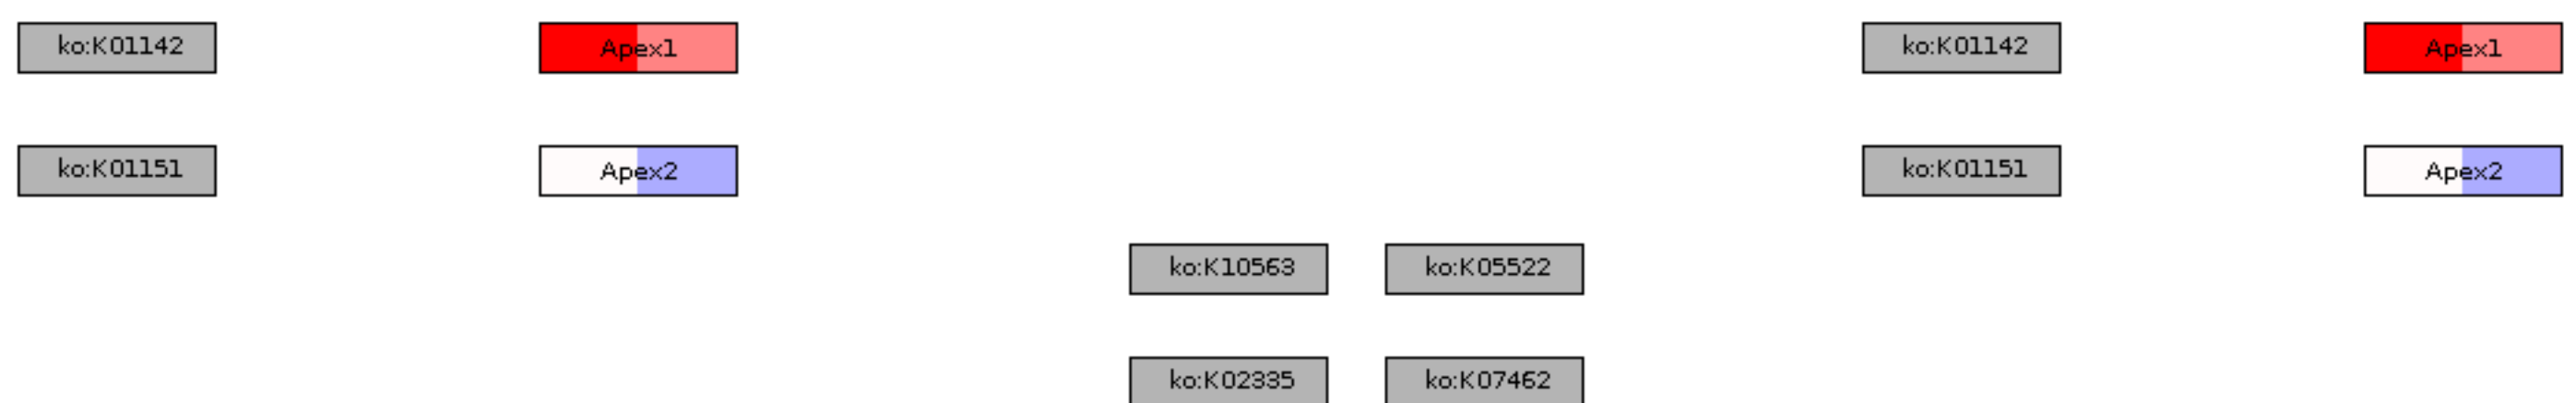 ko:K01142 Apex1 ko:K01142 Apex1
ko:K01151 Apex2 ko:K01151 Apex2
ko:K10563 ko:K05522
ko:K02335 ko:K07462